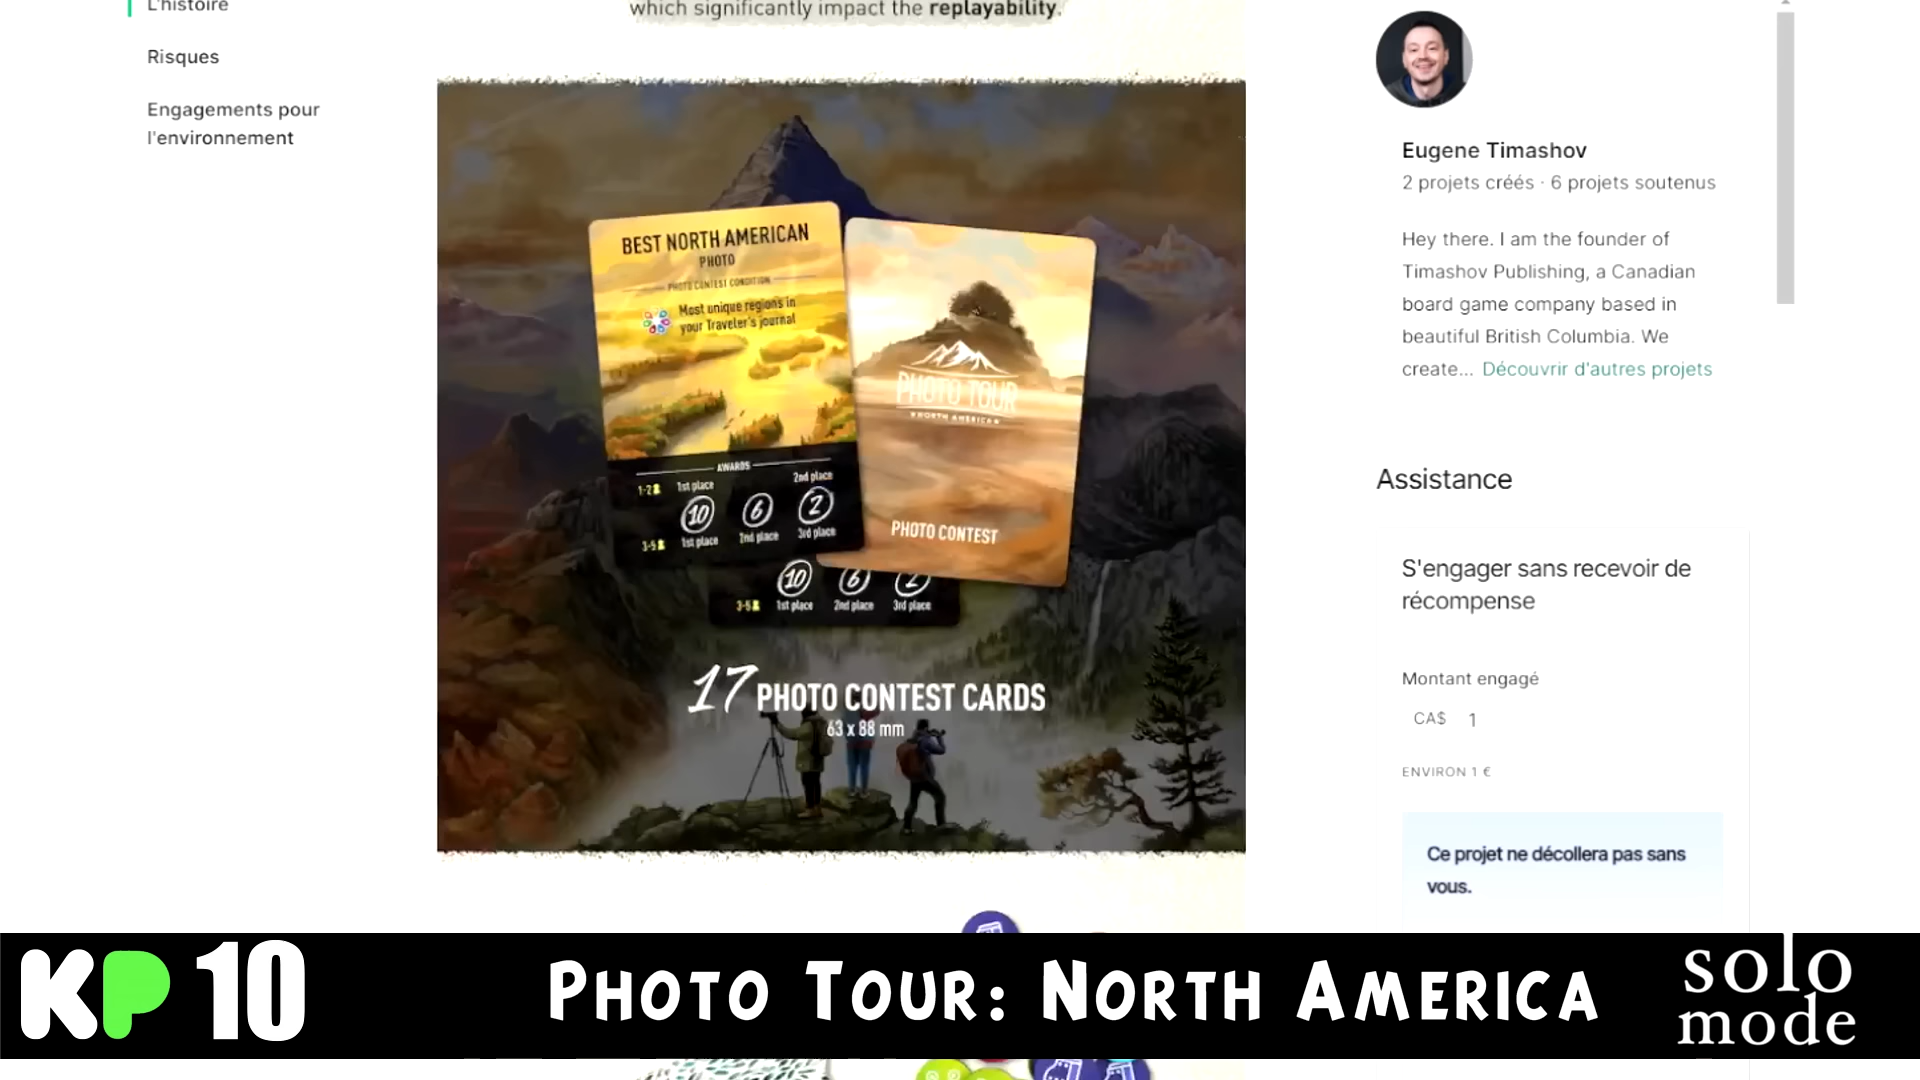 L'histoire
Risques
Engagements pour
l'environnement
which significantly impact the replayability.
BEST NORTH AMERICAN
PHOTO
PHOTO CONTEST CONDITION
Most unique regions in
your Traveler's journal
AWARDS
1-2 1st place 2nd place
10 6 2
3-5 1st place 2nd place 3rd place
PHOTO TOUR
NORTH AMERICA
PHOTO CONTEST
10 6 2
3-5 1st place 2nd place 3rd place
17 PHOTO CONTEST CARDS
63 x 88 mm
Eugene Timashov
2 projets créés · 6 projets soutenus
Hey there. I am the founder of
Timashov Publishing, a Canadian
board game company based in
beautiful British Columbia. We
create... Découvrir d'autres projets
Assistance
S'engager sans recevoir de
récompense
Montant engagé
CA$ 1
ENVIRON 1 €
Ce projet ne décollera pas sans
vous.
KP 10
PHOTO TOUR: NORTH AMERICA
solo
mode